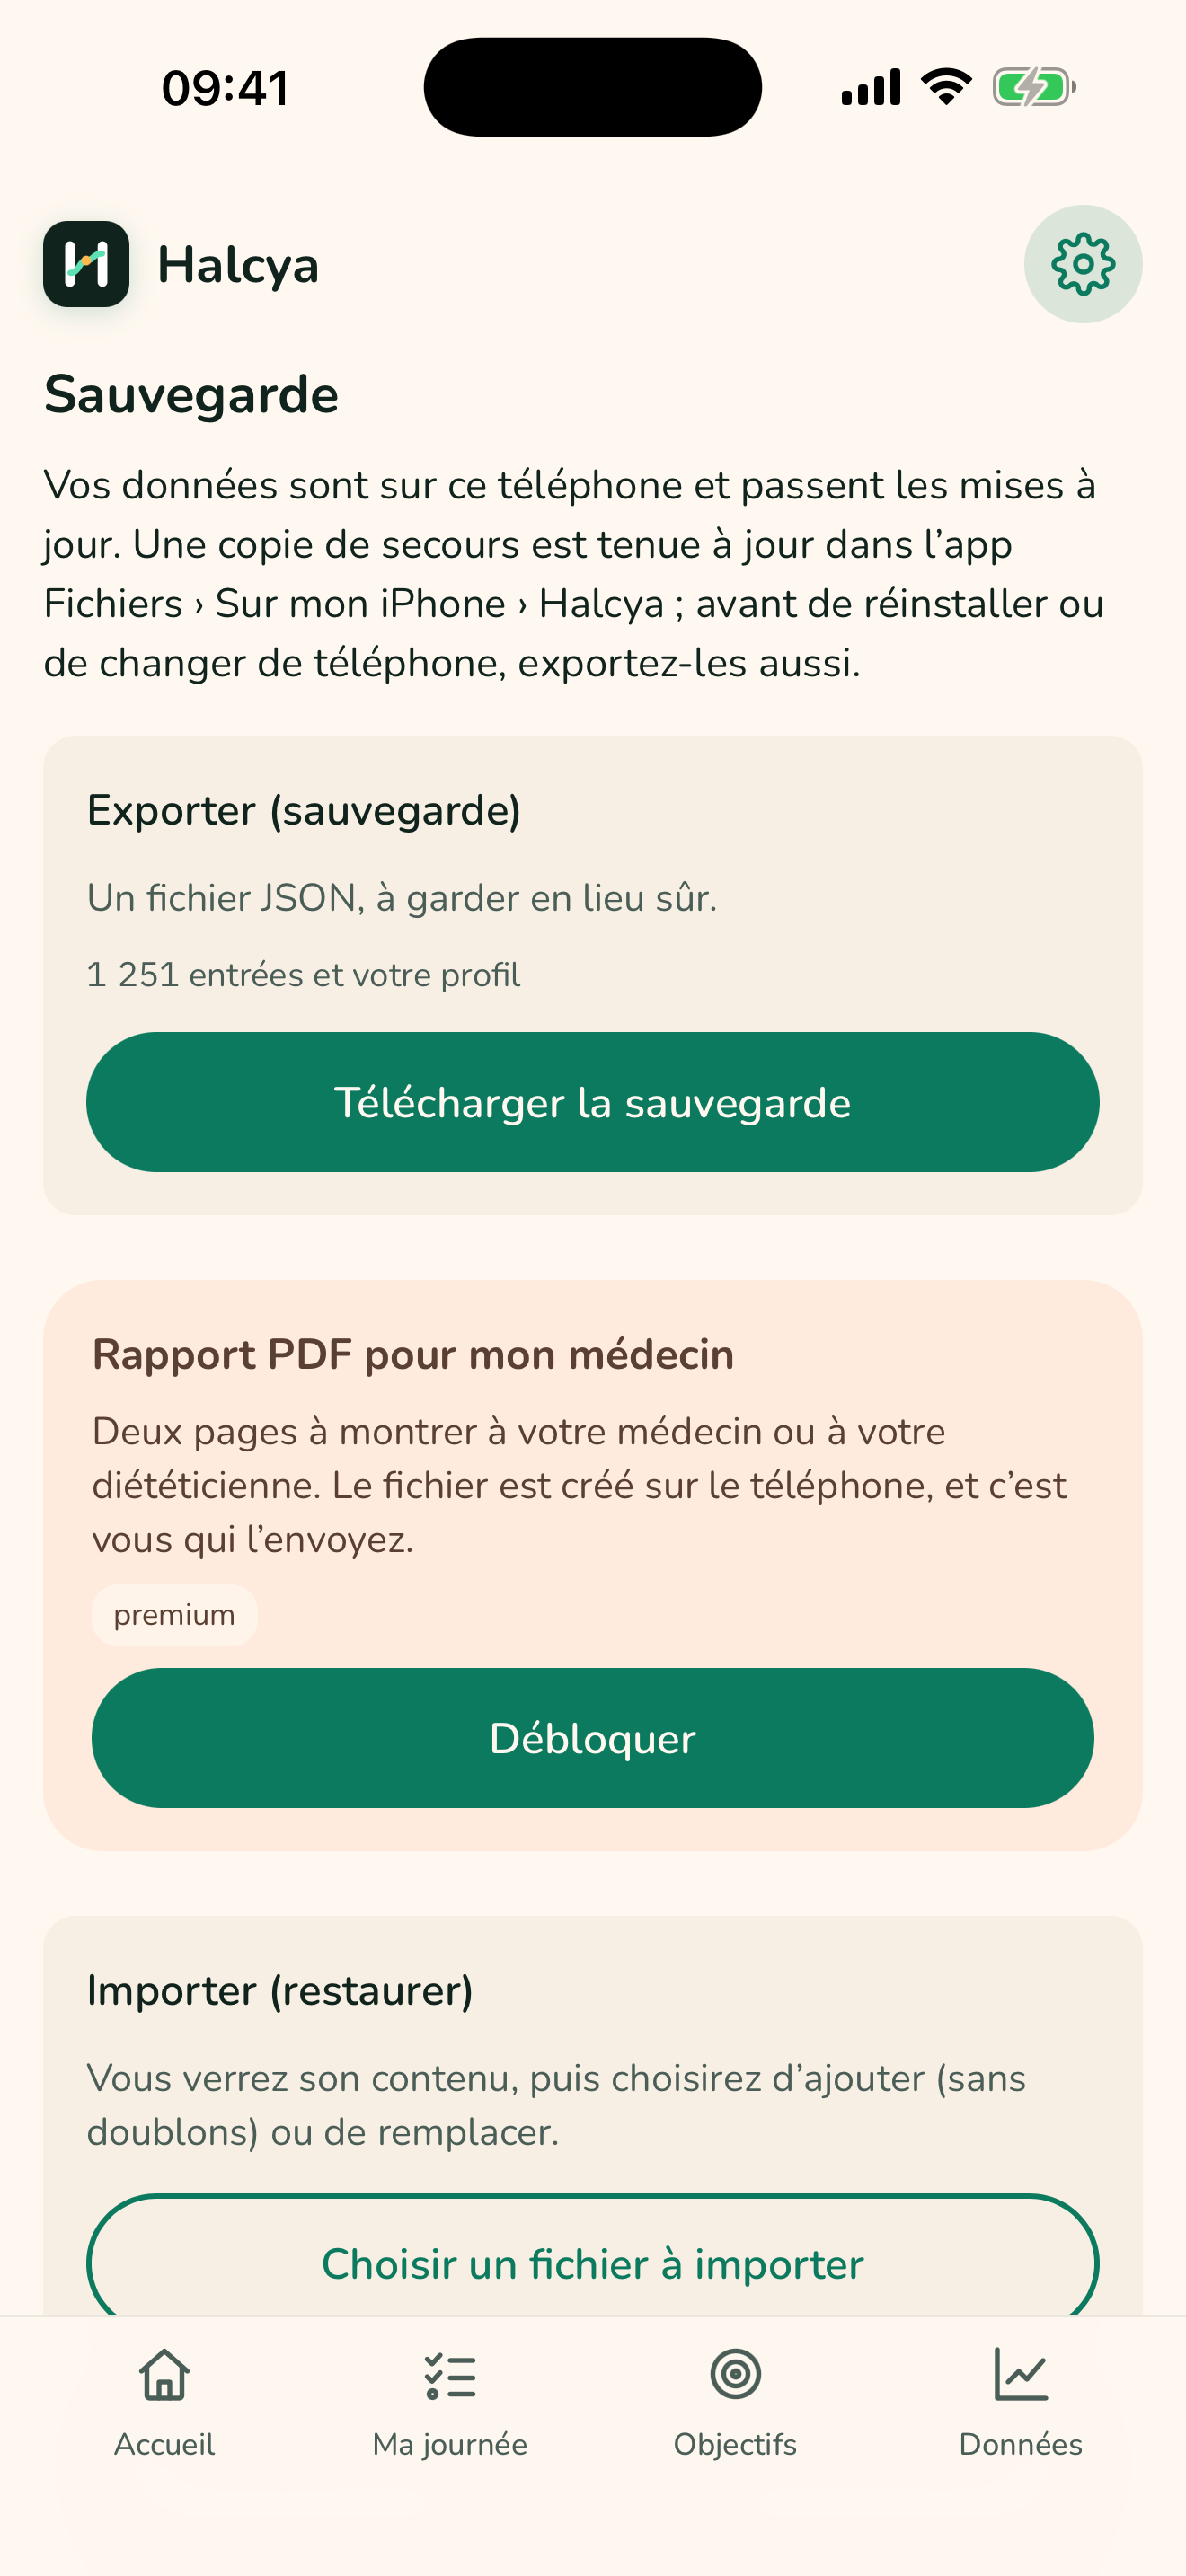 09:41
Halcya
Sauvegarde
Vos données sont sur ce téléphone et passent les mises à
jour. Une copie de secours est tenue à jour dans l’app
Fichiers › Sur mon iPhone › Halcya ; avant de réinstaller ou
de changer de téléphone, exportez-les aussi.
Exporter (sauvegarde)
Un fichier JSON, à garder en lieu sûr.
1 251 entrées et votre profil
Télécharger la sauvegarde
Rapport PDF pour mon médecin
Deux pages à montrer à votre médecin ou à votre
diététicienne. Le fichier est créé sur le téléphone, et c’est
vous qui l’envoyez.
premium
Débloquer
Importer (restaurer)
Vous verrez son contenu, puis choisirez d’ajouter (sans
doublons) ou de remplacer.
Choisir un fichier à importer
Accueil
Ma journée
Objectifs
Données